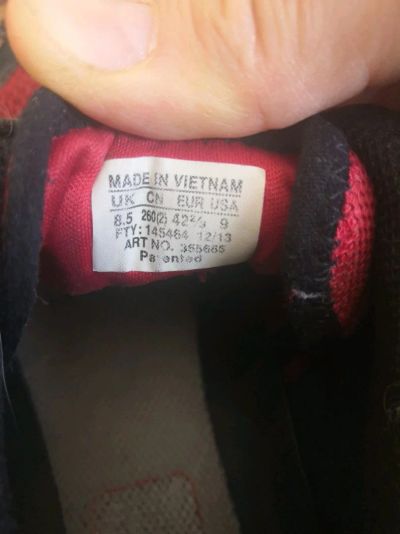 MADE IN VIETNAM
UK CN EUR USA
8.5 260(2) 42⅔ 9
FTY: 145464 12/13
ART NO. 355685
Patented